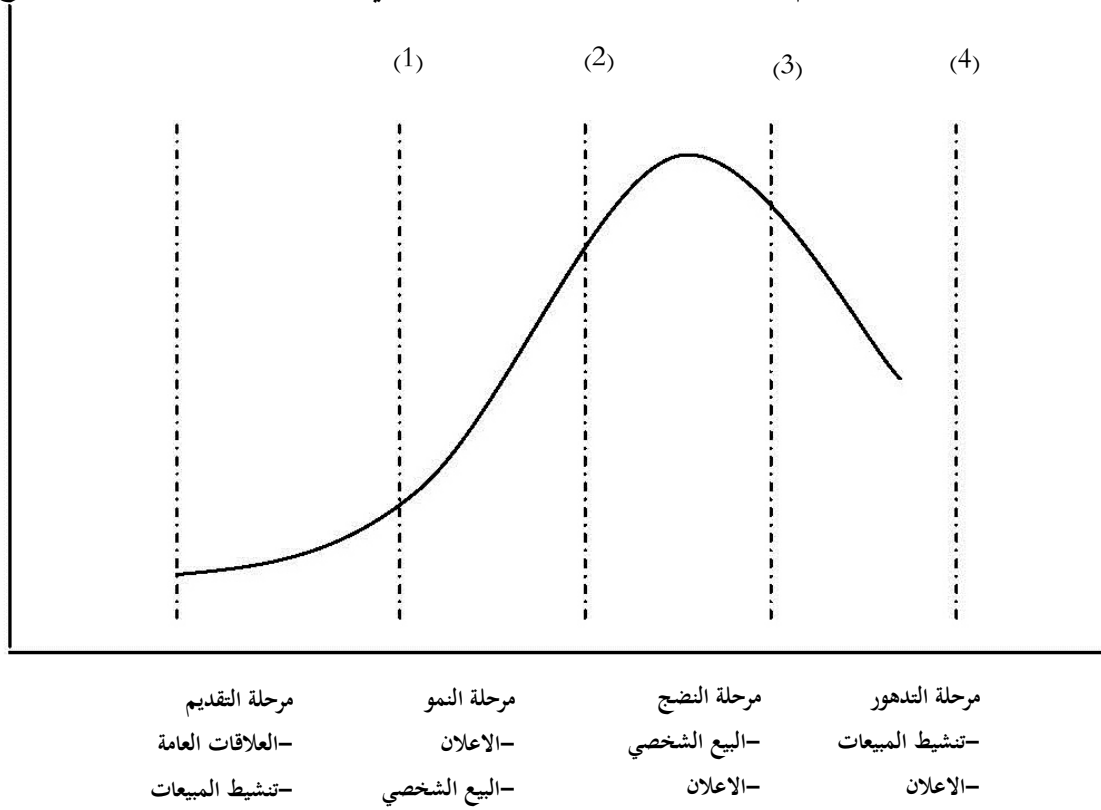 (1) (2) (3) (4)
مرحلة التقديم
–العلاقات العامة
–تنشيط المبيعات
مرحلة النمو
–الاعلان
–البيع الشخصي
مرحلة النضج
–البيع الشخصي
–الاعلان
مرحلة التدهور
–تنشيط المبيعات
–الاعلان